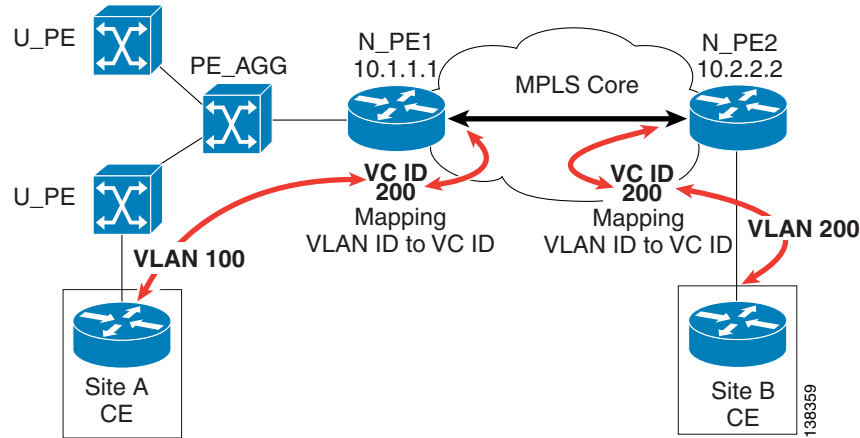 U_PE
PE_AGG
N_PE1
10.1.1.1
MPLS Core
N_PE2
10.2.2.2
U_PE
VC ID
200
Mapping
VLAN ID to VC ID
VC ID
200
Mapping
VLAN ID to VC ID
VLAN 100
VLAN 200
Site A
CE
Site B
CE
138359